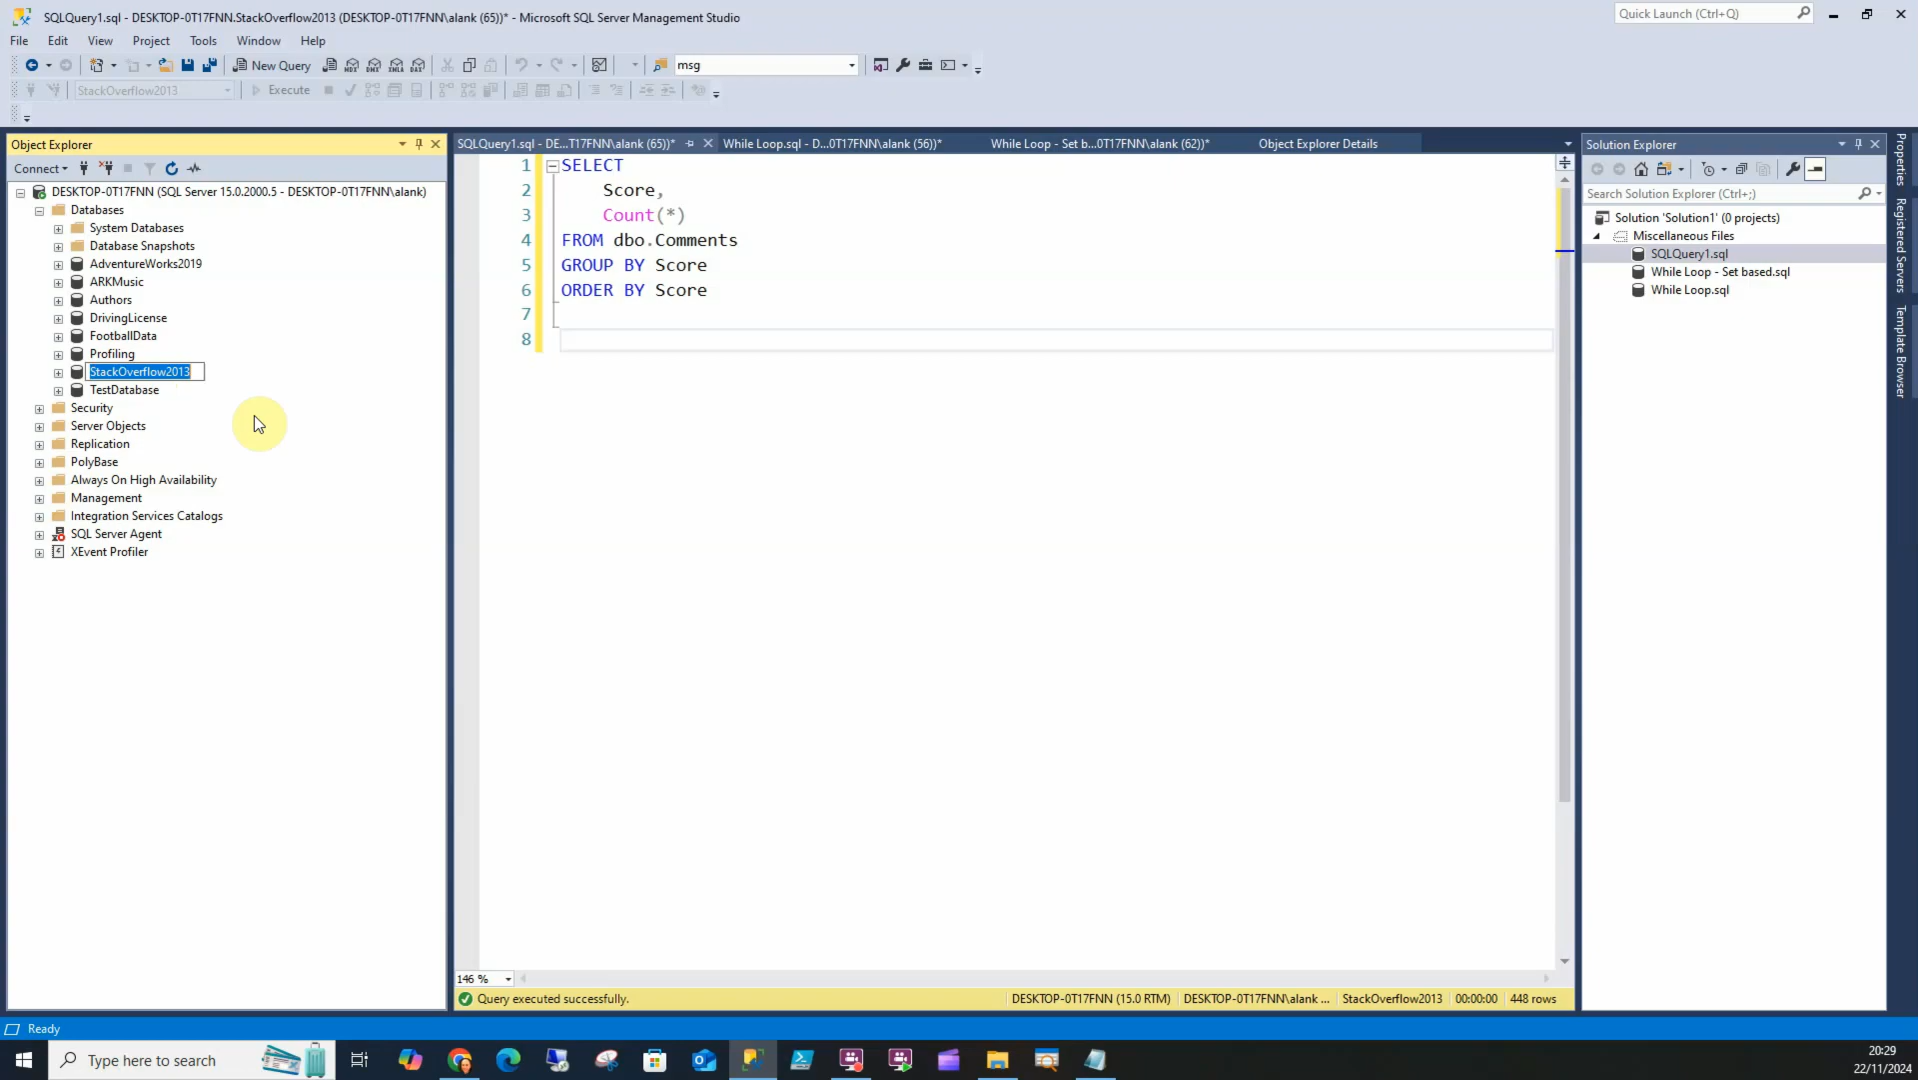 SQLQuery1.sql - DESKTOP-0T17FNN.StackOverflow2013 (DESKTOP-0T17FNN\alank (65))* - Microsoft SQL Server Management Studio
Quick Launch (Ctrl+Q)
File Edit View Project Tools Window Help
New Query
msg
StackOverflow2013
Execute
Object Explorer
SQLQuery1.sql - DE...T17FNN\alank (65))*
While Loop.sql - D...0T17FNN\alank (56))*
While Loop - Set b...0T17FNN\alank (62))*
Object Explorer Details
Solution Explorer
Connect
Search Solution Explorer (Ctrl+;)
DESKTOP-0T17FNN (SQL Server 15.0.2000.5 - DESKTOP-0T17FNN\alank)
Databases
System Databases
Database Snapshots
AdventureWorks2019
ARKMusic
Authors
DrivingLicense
FootballData
Profiling
StackOverflow2013
TestDatabase
Security
Server Objects
Replication
PolyBase
Always On High Availability
Management
Integration Services Catalogs
SQL Server Agent
XEvent Profiler
1 SELECT
2 Score,
3 Count(*)
4 FROM dbo.Comments
5 GROUP BY Score
6 ORDER BY Score
7
8
Solution 'Solution1' (0 projects)
Miscellaneous Files
SQLQuery1.sql
While Loop - Set based.sql
While Loop.sql
Properties
Registered Servers
Template Browser
146 %
Query executed successfully.
DESKTOP-0T17FNN (15.0 RTM)
DESKTOP-0T17FNN\alank ...
StackOverflow2013
00:00:00
448 rows
Ready
Type here to search
20:29
22/11/2024